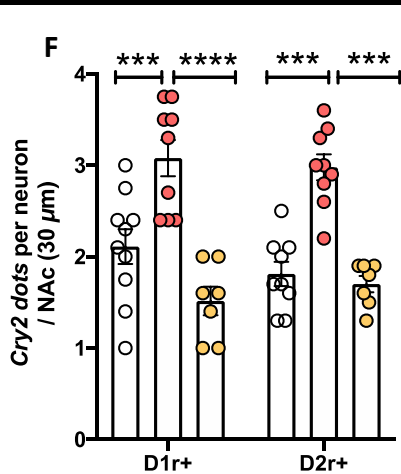 F
*** **** *** ***
4
3
2
1
0
Cry2 dots per neuron
/ NAc (30 µm)
D1r+ D2r+